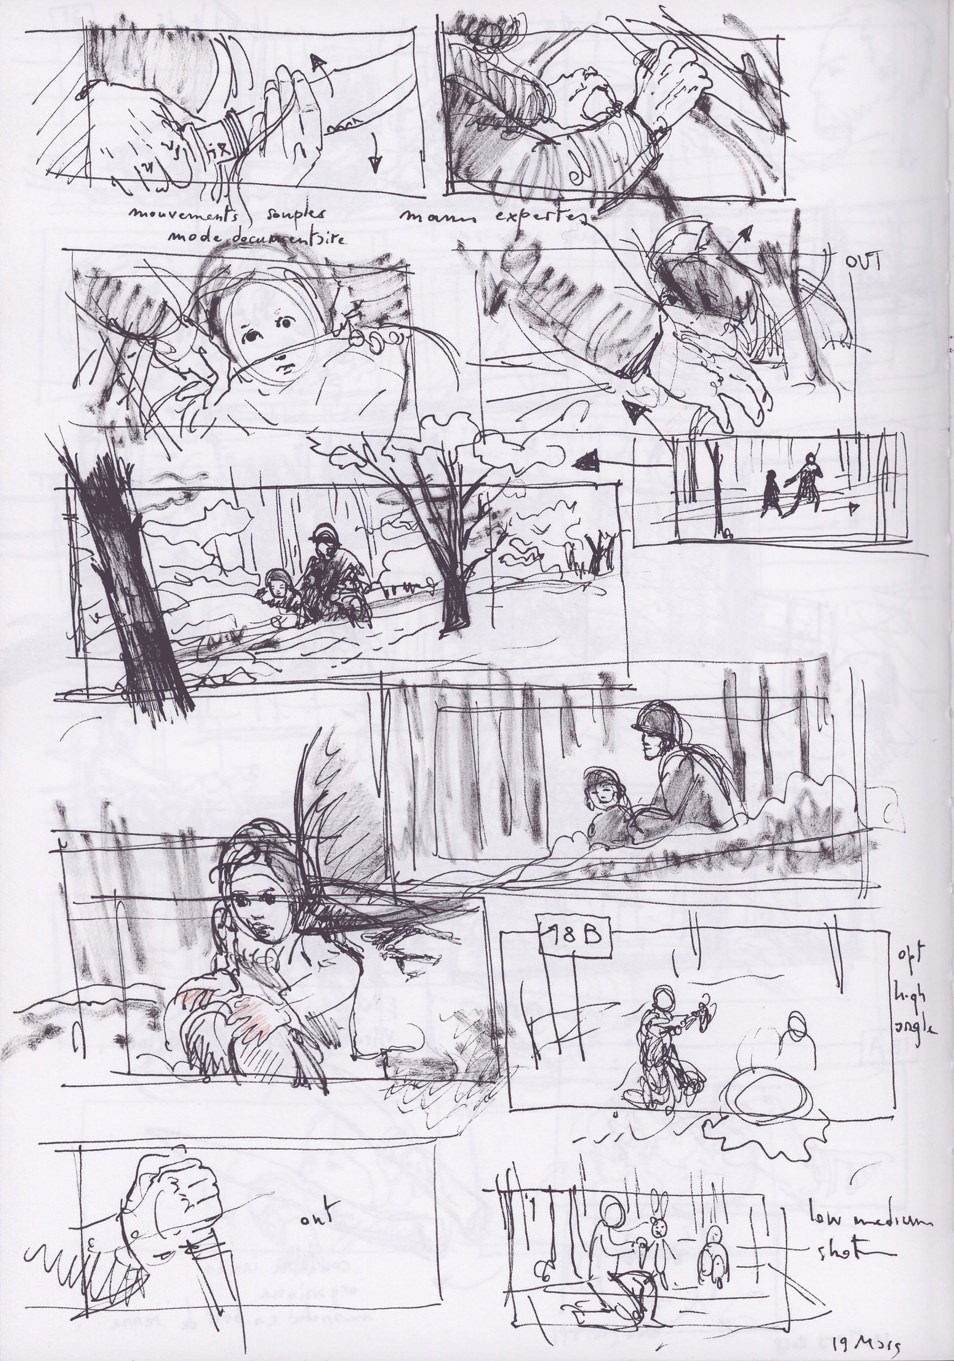 mouvements souples
mode documentaire
mains expertes
OUT
18 B
opt
high
angle
out
low medium
shot
19 Mars